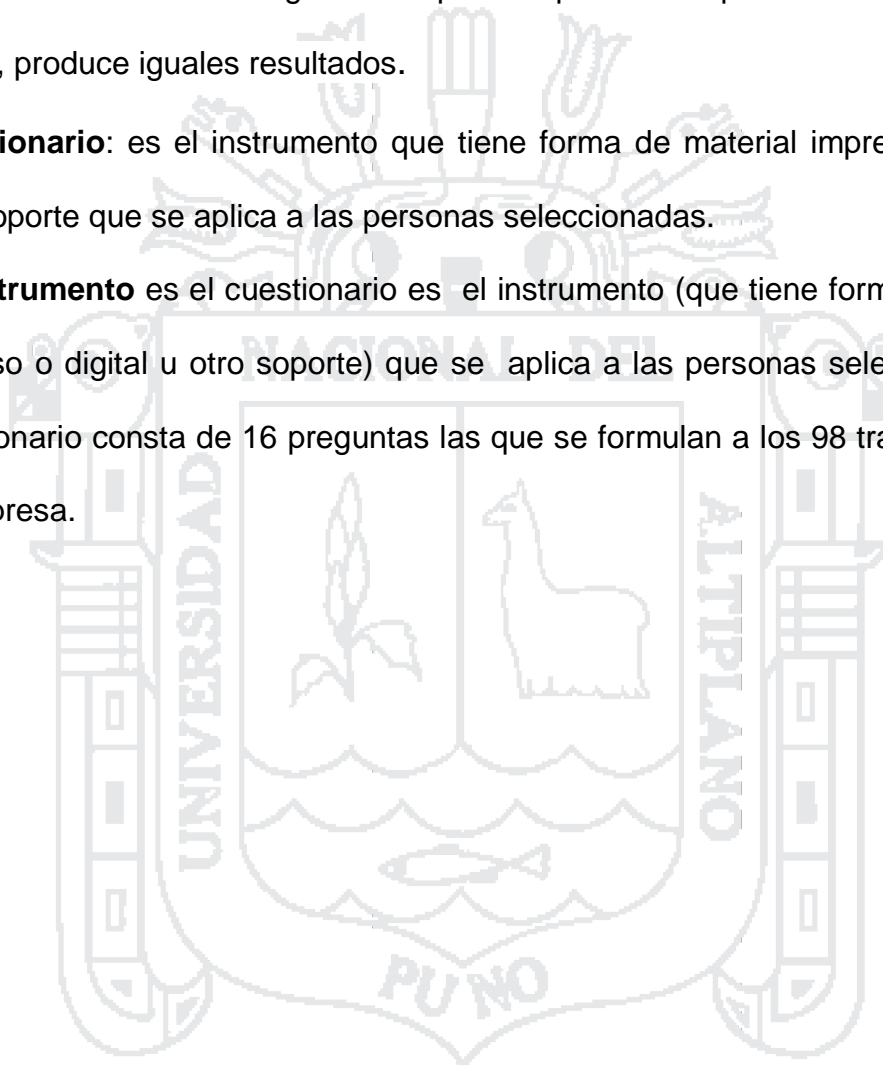 , produce iguales resultados.
ionario: es el instrumento que tiene forma de material impre
oporte que se aplica a las personas seleccionadas.
trumento es el cuestionario es el instrumento (que tiene form
so o digital u otro soporte) que se aplica a las personas sele
onario consta de 16 preguntas las que se formulan a los 98 tra
presa.
NACIONAL DEL
UNIVERSIDAD
ALTIPLANO
PUNO